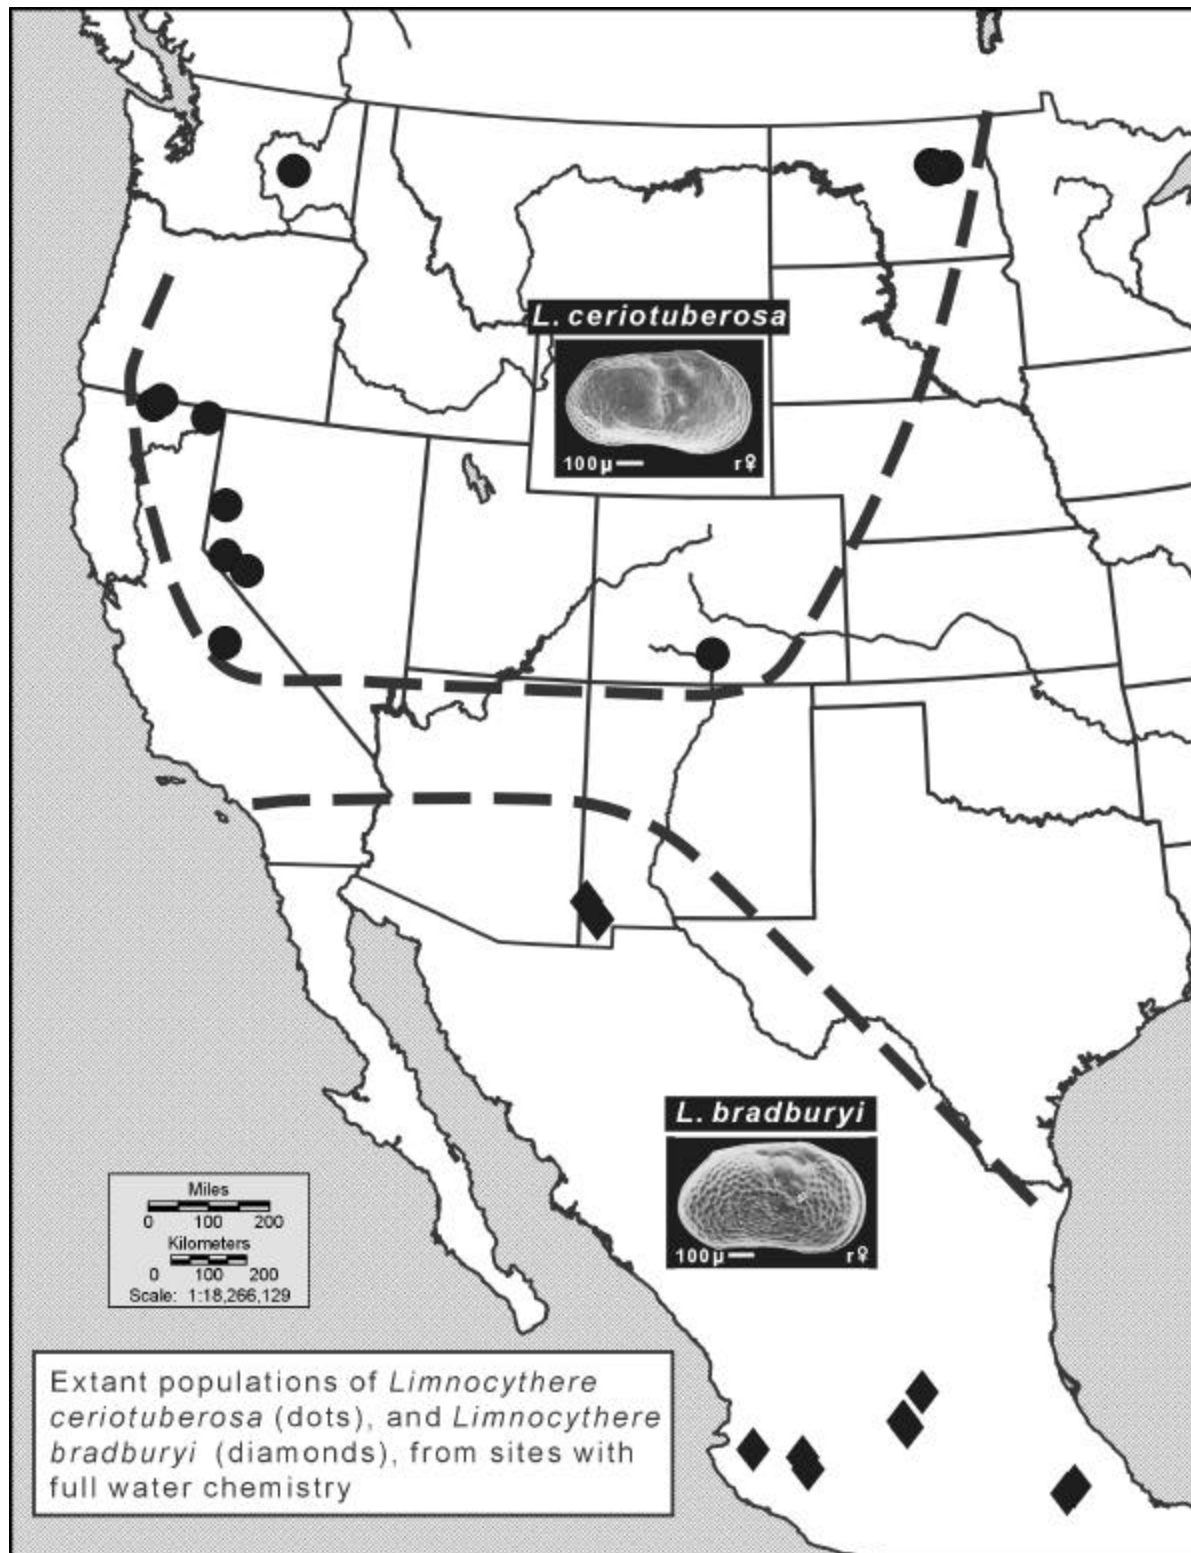 L. ceriotuberosa
100µ r♀
L. bradburyi
100µ r♀
Miles
0 100 200
Kilometers
0 100 200
Scale: 1:18,266,129
Extant populations of Limnocythere
ceriotuberosa (dots), and Limnocythere
bradburyi (diamonds), from sites with
full water chemistry